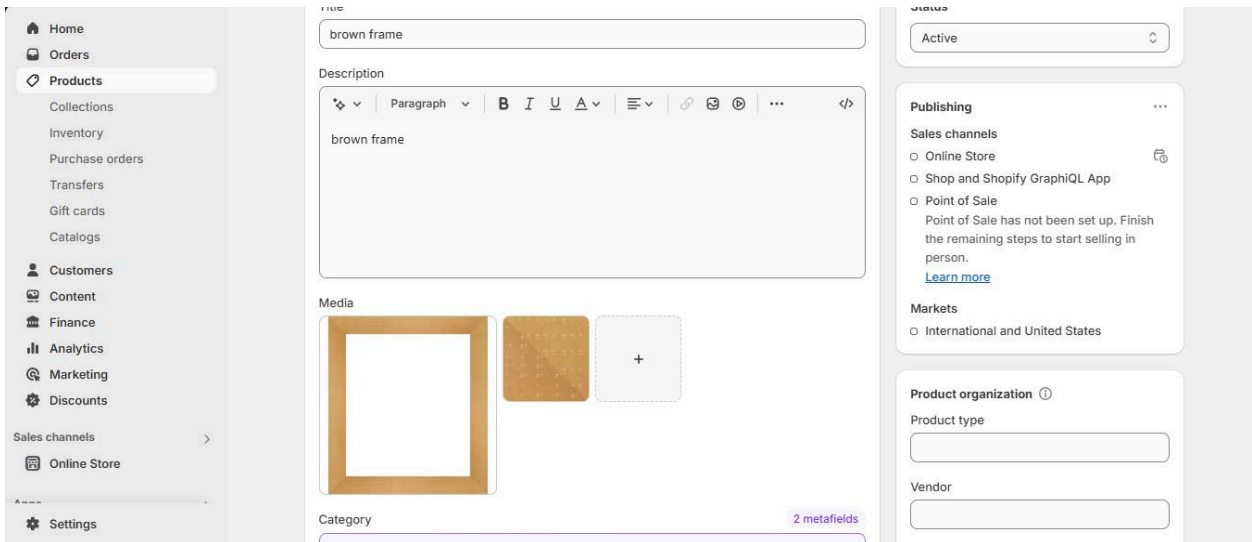 Home
Orders
Products
Collections
Inventory
Purchase orders
Transfers
Gift cards
Catalogs
Customers
Content
Finance
Analytics
Marketing
Discounts
Sales channels
Online Store
Settings
Title
brown frame
Description
Paragraph
B I U A
</>
brown frame
Media
+
Category
2 metafields
Status
Active
Publishing
Sales channels
Online Store
Shop and Shopify GraphiQL App
Point of Sale
Point of Sale has not been set up. Finish
the remaining steps to start selling in
person.
Learn more
Markets
International and United States
Product organization
Product type
Vendor